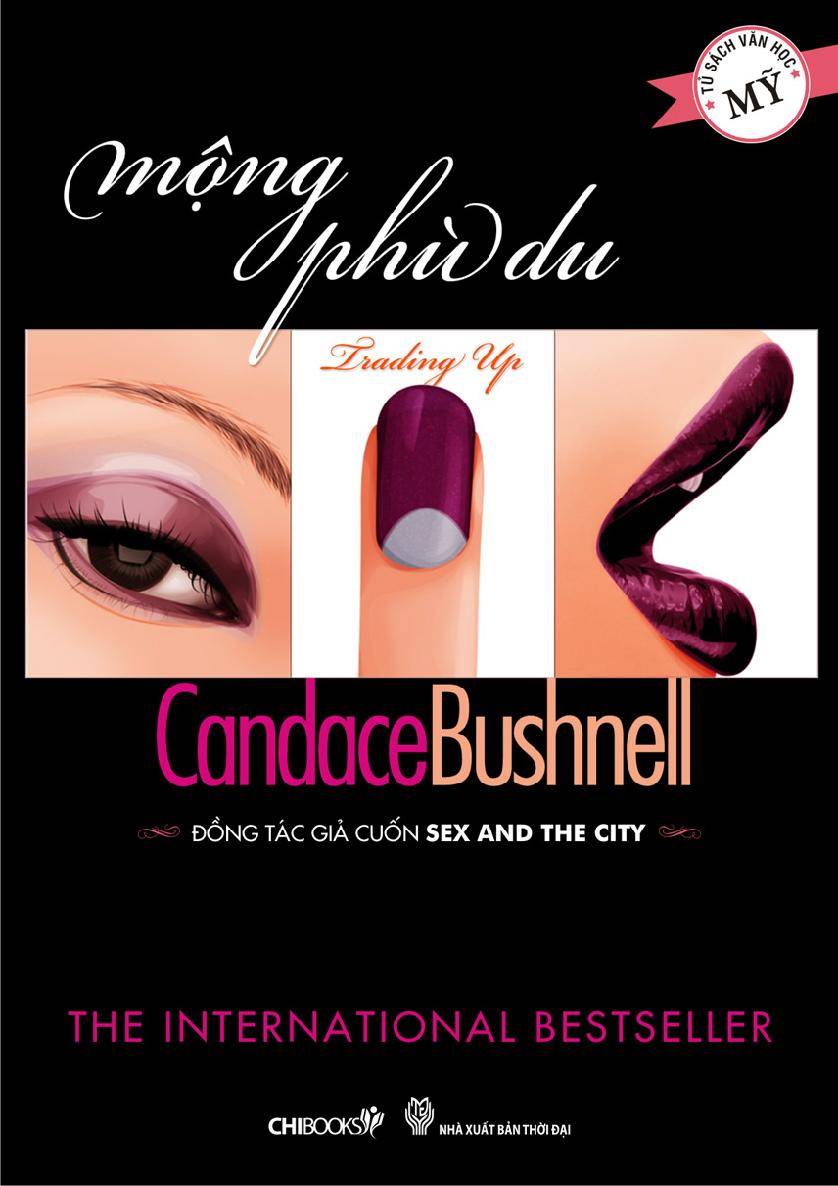 TỦ SÁCH VĂN HỌC
MỸ
mộng
phù du
Trading Up
CandaceBushnell
ĐỒNG TÁC GIẢ CUỐN SEX AND THE CITY
THE INTERNATIONAL BESTSELLER
CHIBOOKS
NHÀ XUẤT BẢN THỜI ĐẠI